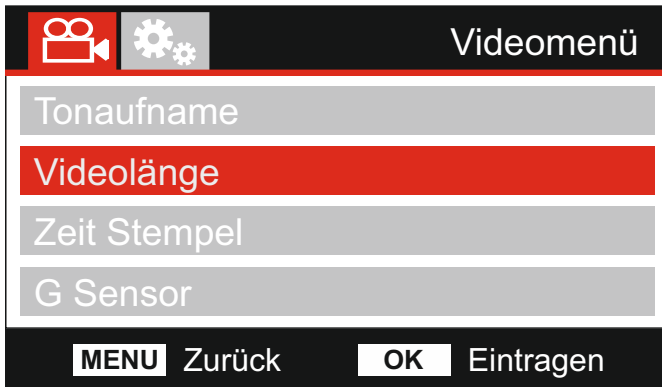 Videomenü
Tonaufname
Videolänge
Zeit Stempel
G Sensor
MENU Zurück OK Eintragen